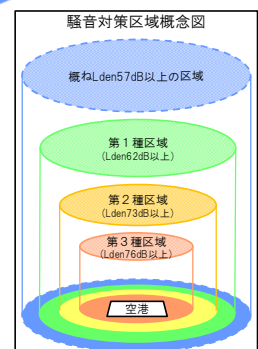 騒音対策区域概念図
概ねLden57dB以上の区域
第１種区域
(Lden62dB以上)
第２種区域
(Lden73dB以上)
第３種区域
(Lden76dB以上)
空港